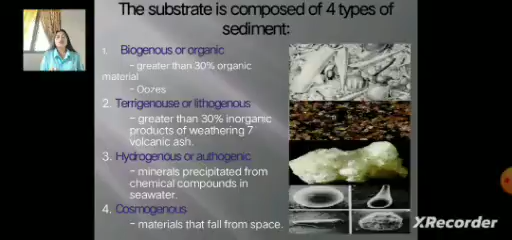 The substrate is composed of 4 types of
sediment:
1. Biogenous or organic
- greater than 30% organic
material
- Oozes
2. Terrigenouse or lithogenous
- greater than 30% inorganic
products of weathering 7
volcanic ash.
3. Hydrogenous or authogenic
- minerals precipitated from
chemical compounds in
seawater.
4. Cosmogenous
- materials that fall from space.
XRecorder